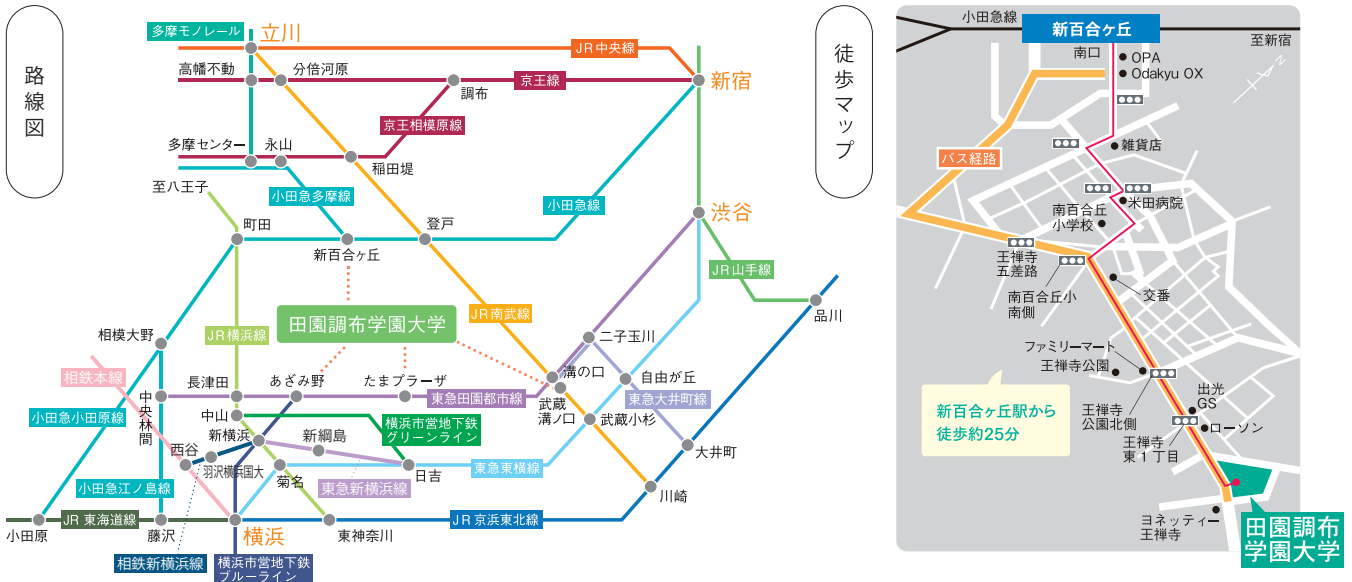 路線図
多摩モノレール
立川
JR中央線
高幡不動
分倍河原
調布
京王線
新宿
京王相模原線
多摩センター
永山
稲田堤
至八王子
小田急多摩線
小田急線
渋谷
町田
新百合ヶ丘
登戸
JR山手線
田園調布学園大学
JR南武線
品川
相模大野
JR横浜線
二子玉川
相鉄本線
中央林間
長津田
あざみ野
たまプラーザ
東急田園都市線
溝の口
武蔵
溝ノ口
自由が丘
東急大井町線
小田急小田原線
中山
横浜市営地下鉄
グリーンライン
武蔵小杉
新横浜
新綱島
西谷
羽沢横浜国大
大井町
小田急江ノ島線
菊名
東急新横浜線
日吉
東急東横線
川崎
小田原
JR 東海道線
藤沢
横浜
東神奈川
JR 京浜東北線
相鉄新横浜線
横浜市営地下鉄
ブルーライン
徒歩マップ
小田急線
新百合ヶ丘
至新宿
南口
OPA
Odakyu OX
N
雑貨店
バス経路
米田病院
南百合丘
小学校
王禅寺
五差路
南百合丘小
南側
交番
ファミリーマート
王禅寺公園
新百合ヶ丘駅から
徒歩約25分
王禅寺
公園北側
出光
GS
ローソン
王禅寺
東1丁目
ヨネッティー
王禅寺
田園調布
学園大学